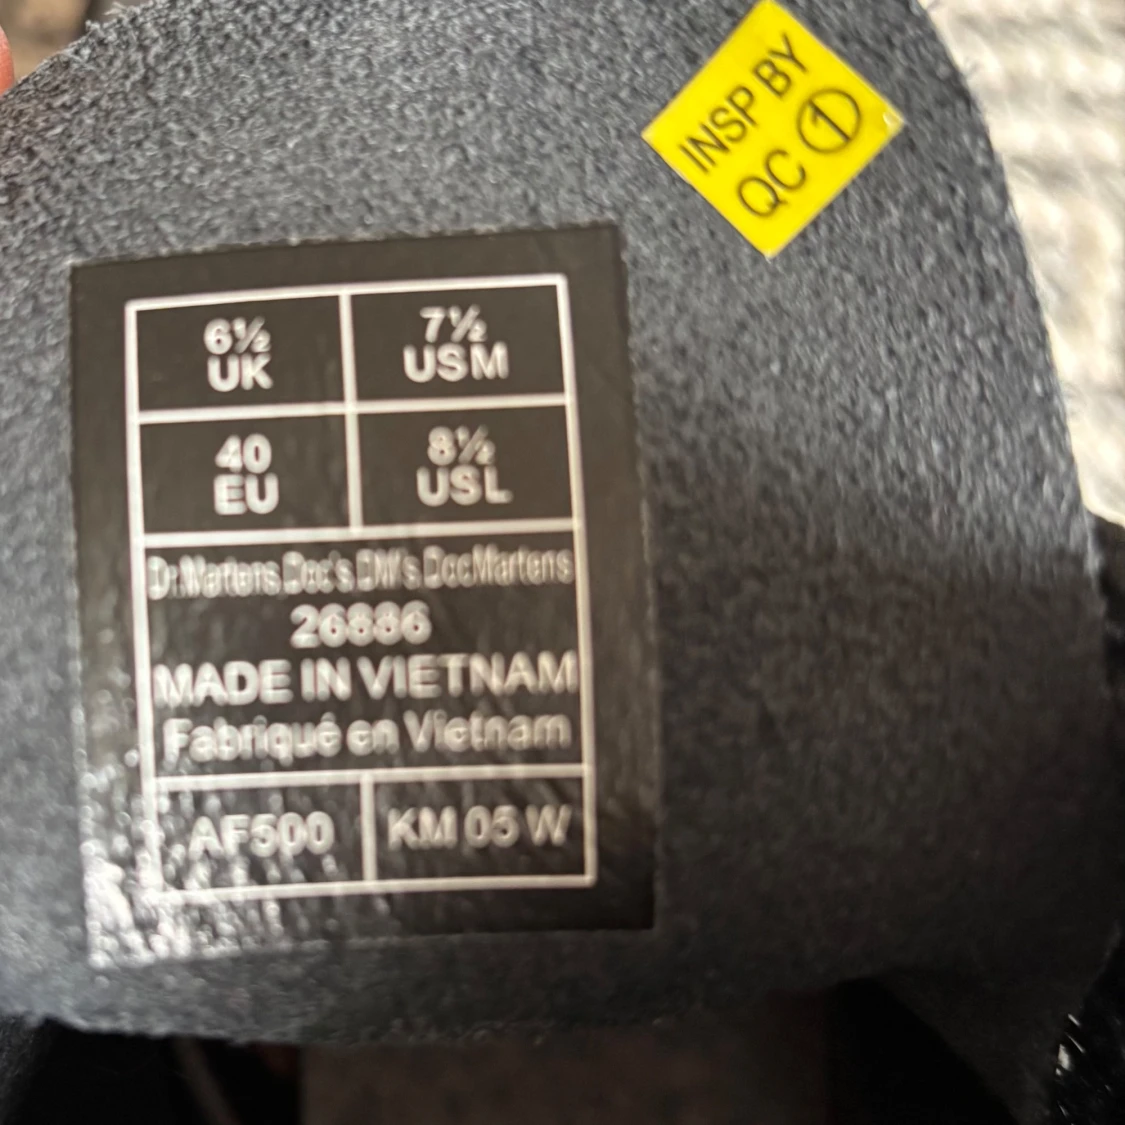 INSP BY
QC 1
6½
UK
7½
USM
40
EU
8½
USL
Dr.Martens.Doc's.DM's.DocMartens
26886
MADE IN VIETNAM
Fabriqué en Vietnam
AF500
KM 05 W